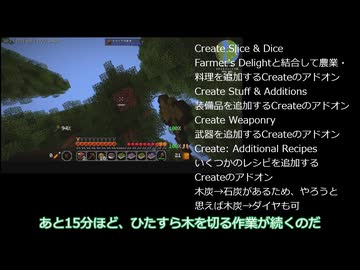 Create Slice & Dice
Farmer's Delightと結合して農業・
料理を追加するCreateのアドオン
Create Stuff & Additions
装備品を追加するCreateのアドオン
Create Weaponry
武器を追加するCreateのアドオン
Create: Additional Recipes
いくつかのレシピを追加する
Createのアドオン
木炭→石炭があるため、やろうと
思えば木炭→ダイヤも可
あと15分ほど、ひたすら木を切る作業が続くのだ